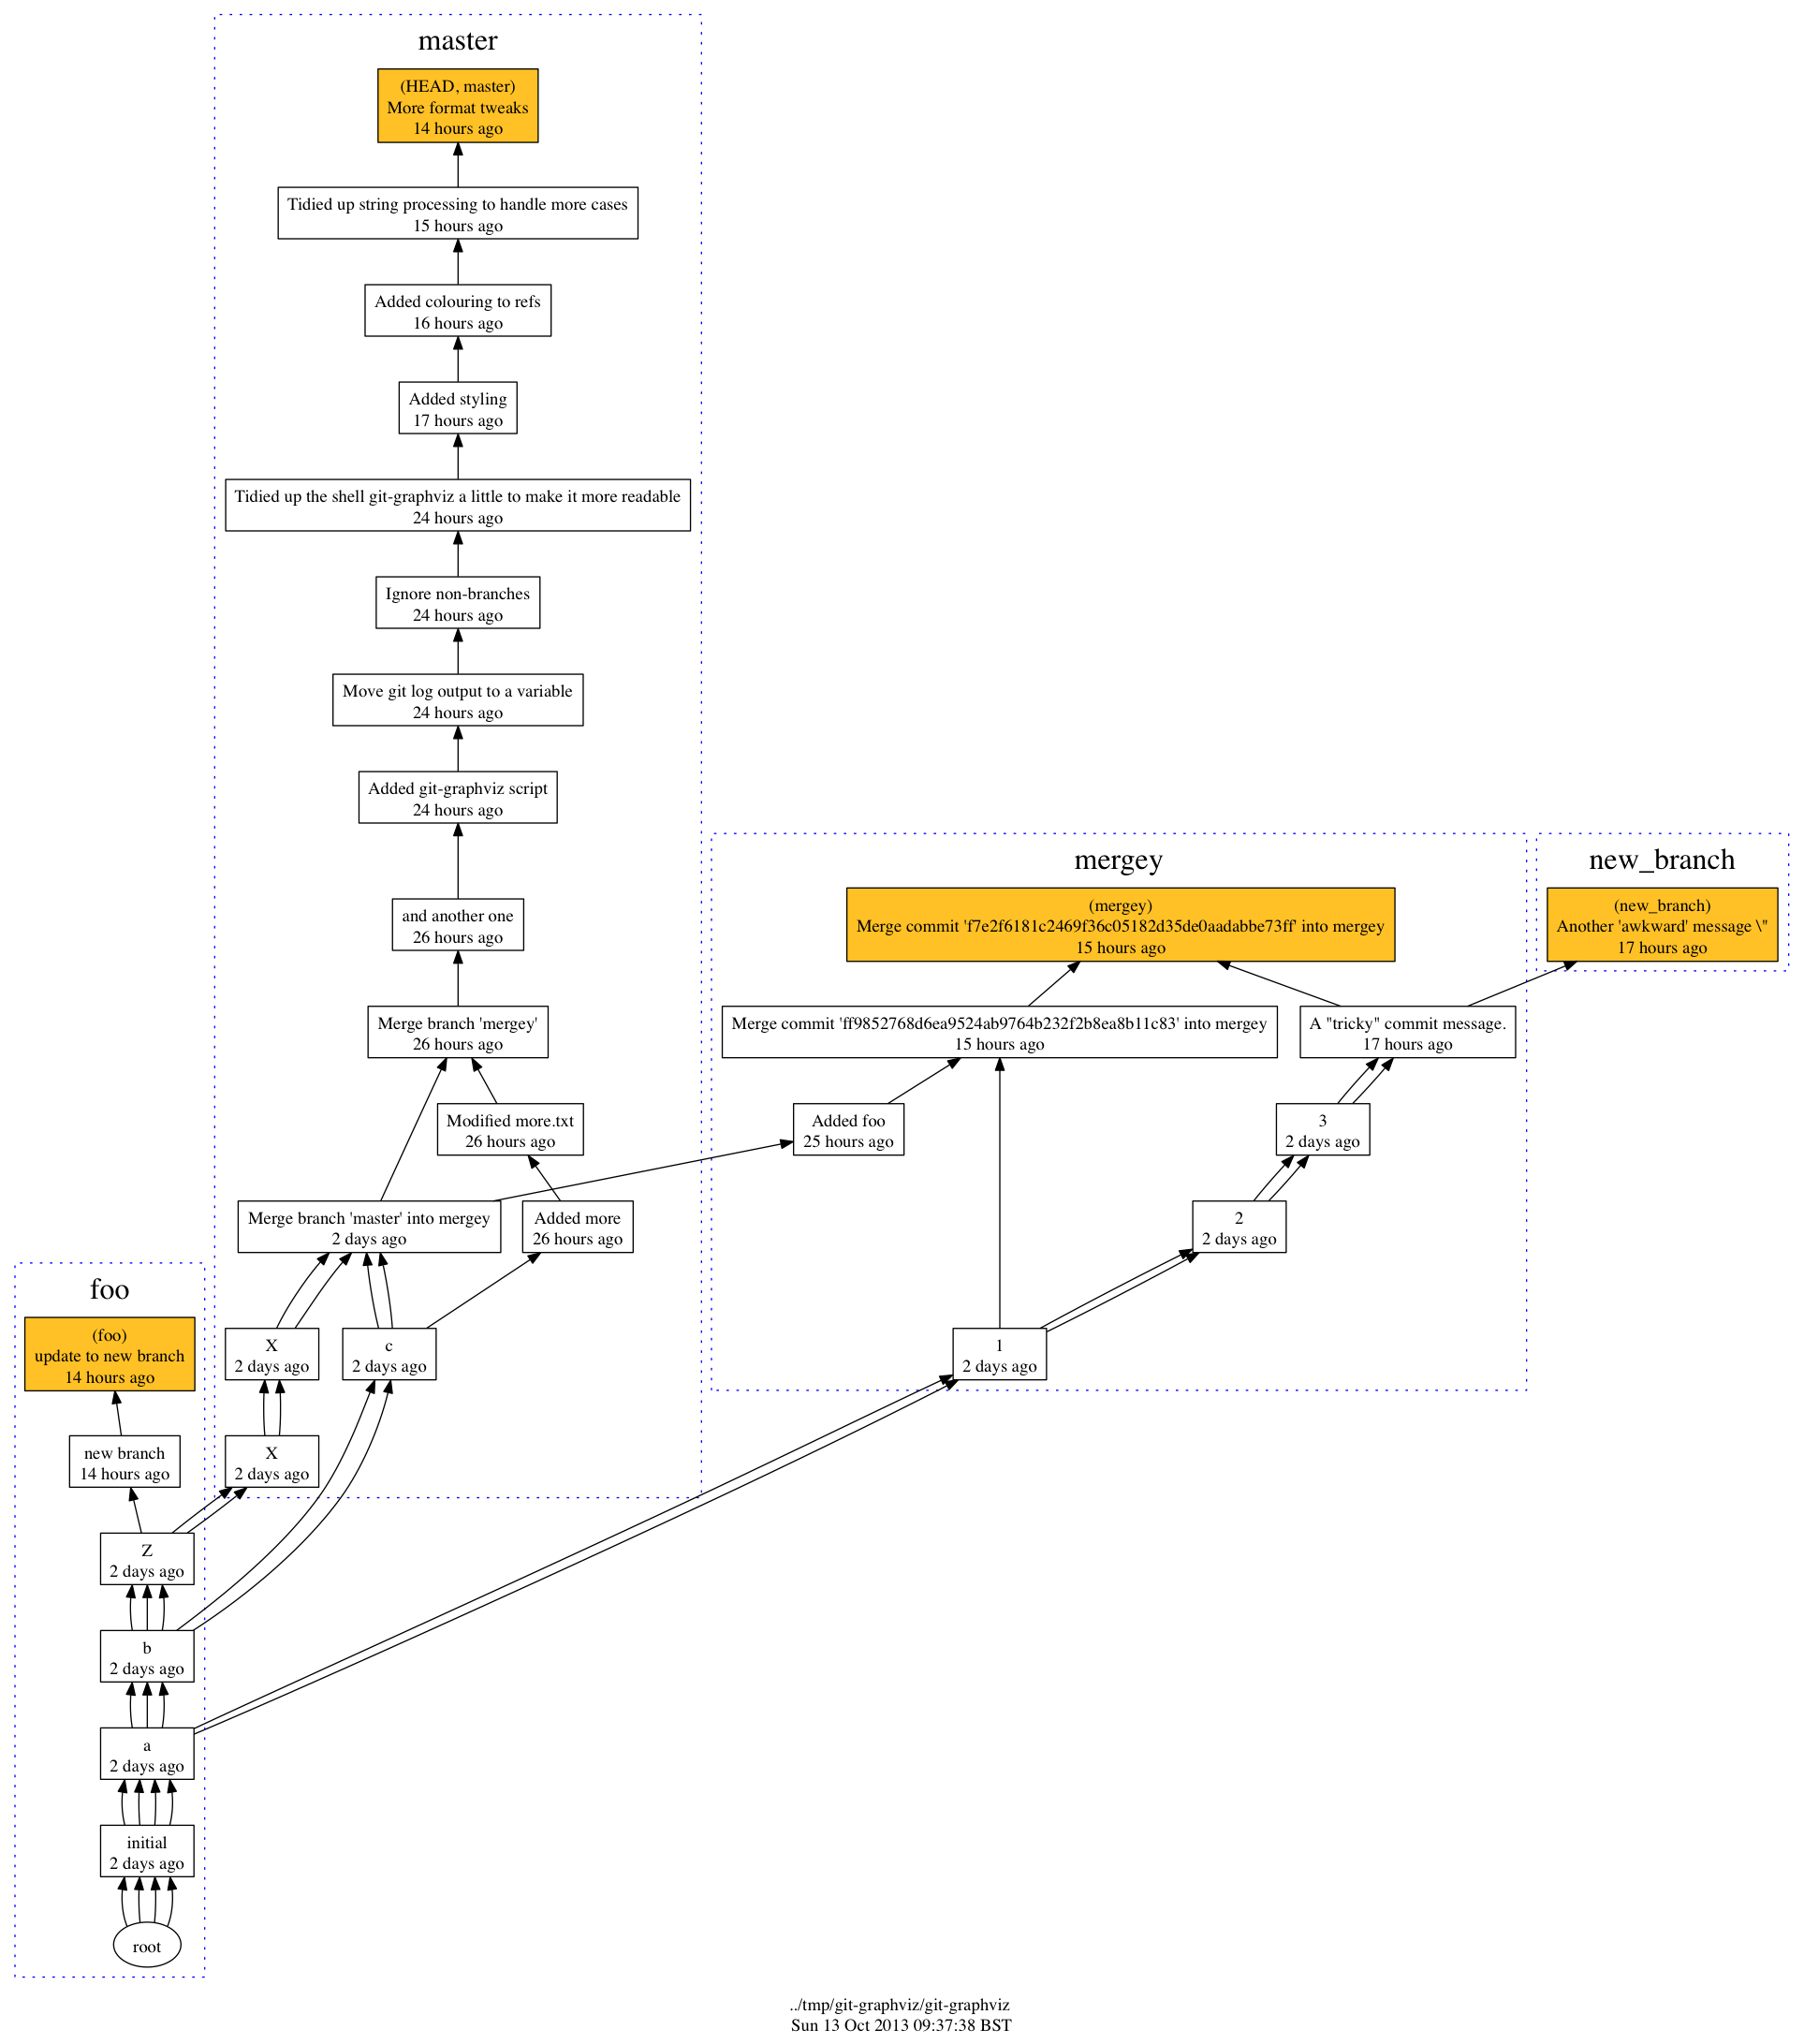 master
(HEAD, master)
More format tweaks
14 hours ago
Tidied up string processing to handle more cases
15 hours ago
Added colouring to refs
16 hours ago
Added styling
17 hours ago
Tidied up the shell git-graphviz a little to make it more readable
24 hours ago
Ignore non-branches
24 hours ago
Move git log output to a variable
24 hours ago
Added git-graphviz script
24 hours ago
and another one
26 hours ago
Merge branch 'mergey'
26 hours ago
Modified more.txt
26 hours ago
Merge branch 'master' into mergey
2 days ago
Added more
26 hours ago
X
2 days ago
c
2 days ago
X
2 days ago
mergey
(mergey)
Merge commit 'f7e2f6181c2469f36c05182d35de0aadabbe73ff' into mergey
15 hours ago
Merge commit 'ff9852768d6ea9524ab9764b232f2b8ea8b11c83' into mergey
15 hours ago
A "tricky" commit message.
17 hours ago
Added foo
25 hours ago
3
2 days ago
2
2 days ago
1
2 days ago
new_branch
(new_branch)
Another 'awkward' message \"
17 hours ago
foo
(foo)
update to new branch
14 hours ago
new branch
14 hours ago
Z
2 days ago
b
2 days ago
a
2 days ago
initial
2 days ago
root
../tmp/git-graphviz/git-graphviz
Sun 13 Oct 2013 09:37:38 BST